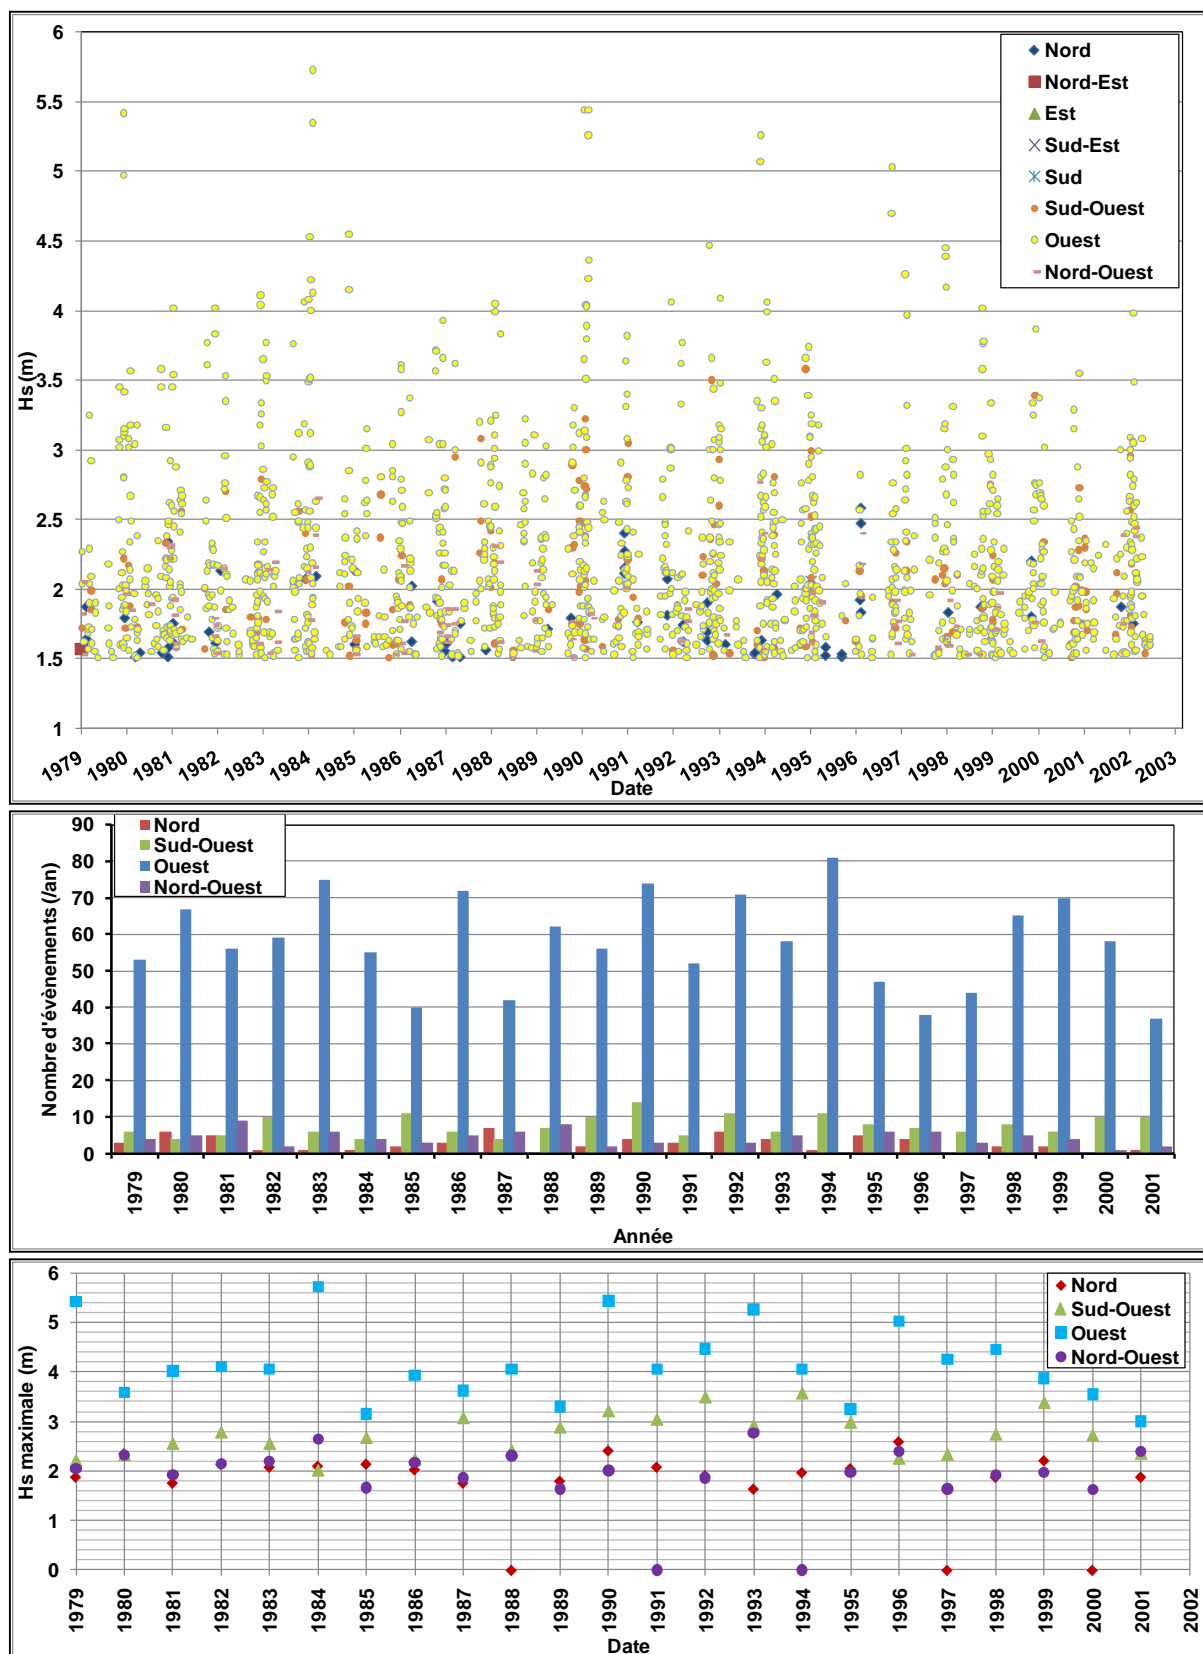 6
5.5
5
4.5
4
3.5
3
2.5
2
1.5
1
Hs (m)
Nord
Nord-Est
Est
Sud-Est
Sud
Sud-Ouest
Ouest
Nord-Ouest
1979 1980 1981 1982 1983 1984 1985 1986 1987 1988 1989 1990 1991 1992 1993 1994 1995 1996 1997 1998 1999 2000 2001 2002 2003
Date
90
80
70
60
50
40
30
20
10
0
Nombre d'évènements (/an)
Nord
Sud-Ouest
Ouest
Nord-Ouest
1979 1980 1981 1982 1983 1984 1985 1986 1987 1988 1989 1990 1991 1992 1993 1994 1995 1996 1997 1998 1999 2000 2001
Année
6
5
4
3
2
1
0
Hs maximale (m)
Nord
Sud-Ouest
Ouest
Nord-Ouest
1979 1980 1981 1982 1983 1984 1985 1986 1987 1988 1989 1990 1991 1992 1993 1994 1995 1996 1997 1998 1999 2000 2001 2002
Date